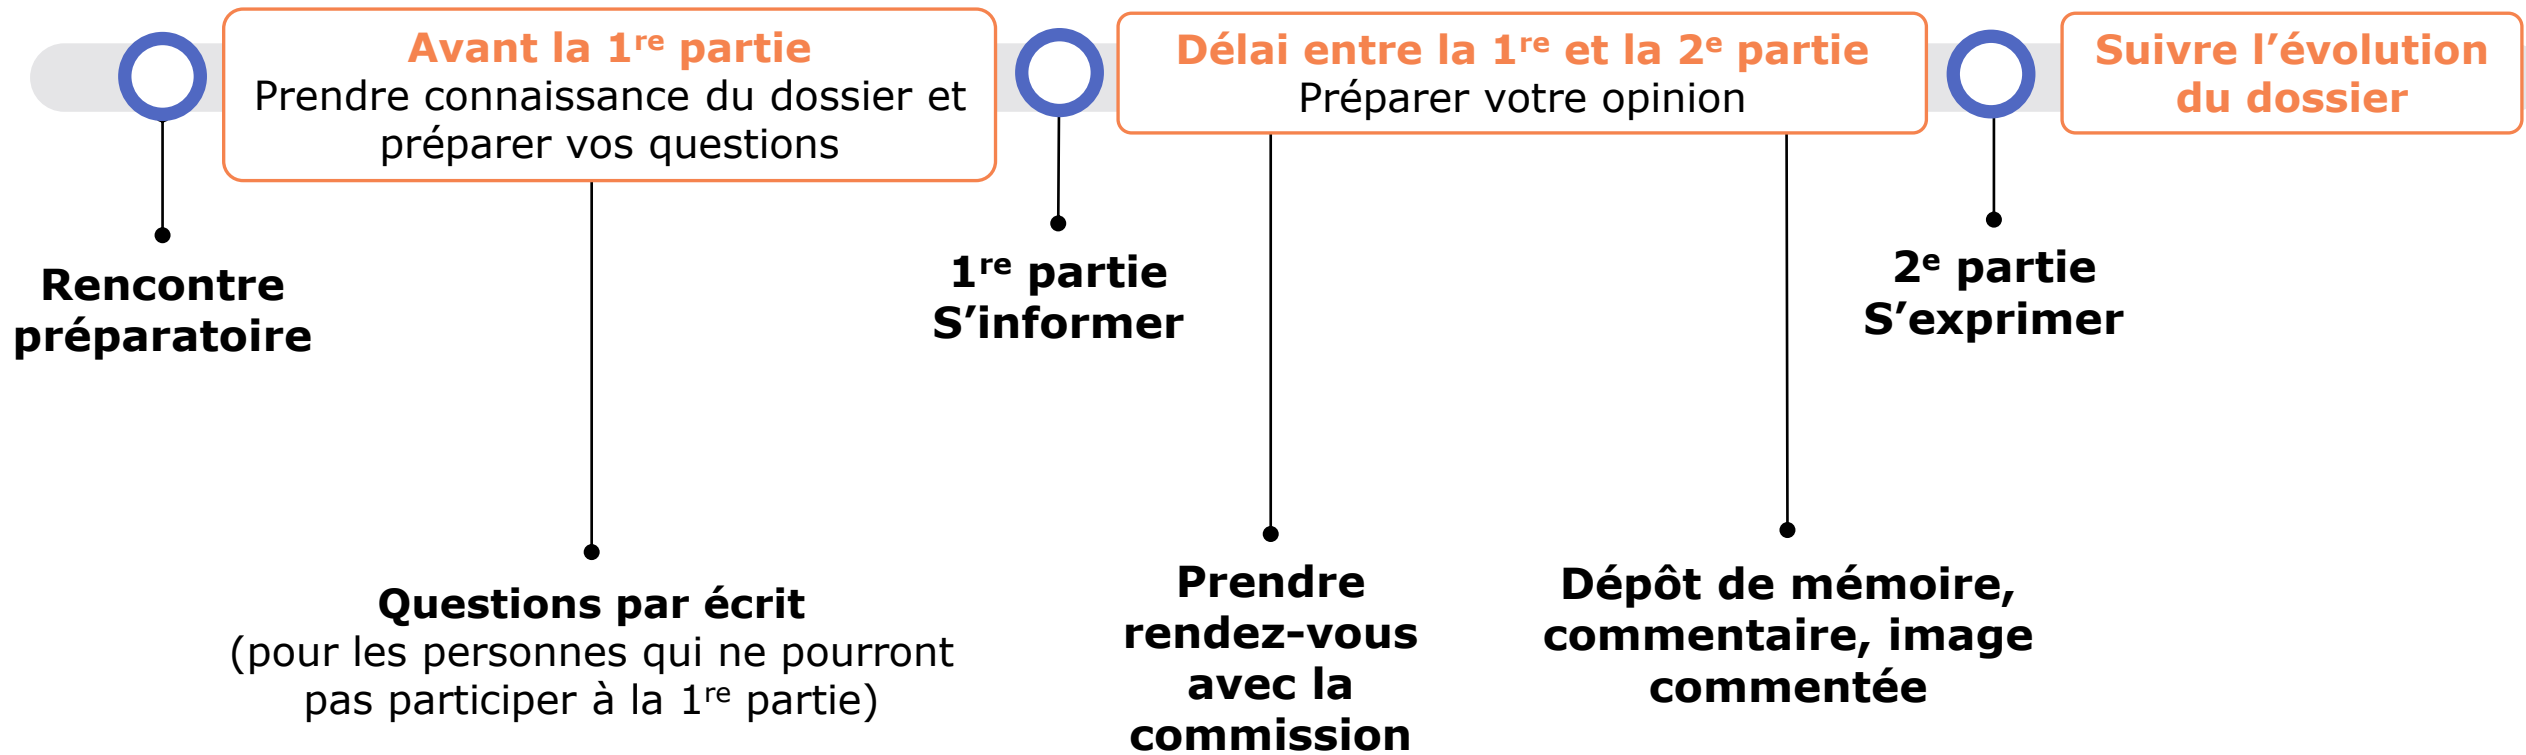 Avant la 1re partie
Prendre connaissance du dossier et
préparer vos questions
Délai entre la 1re et la 2e partie
Préparer votre opinion
Suivre l’évolution
du dossier
Rencontre
préparatoire
1re partie
S’informer
2e partie
S’exprimer
Questions par écrit
(pour les personnes qui ne pourront
pas participer à la 1re partie)
Prendre
rendez-vous
avec la
commission
Dépôt de mémoire,
commentaire, image
commentée